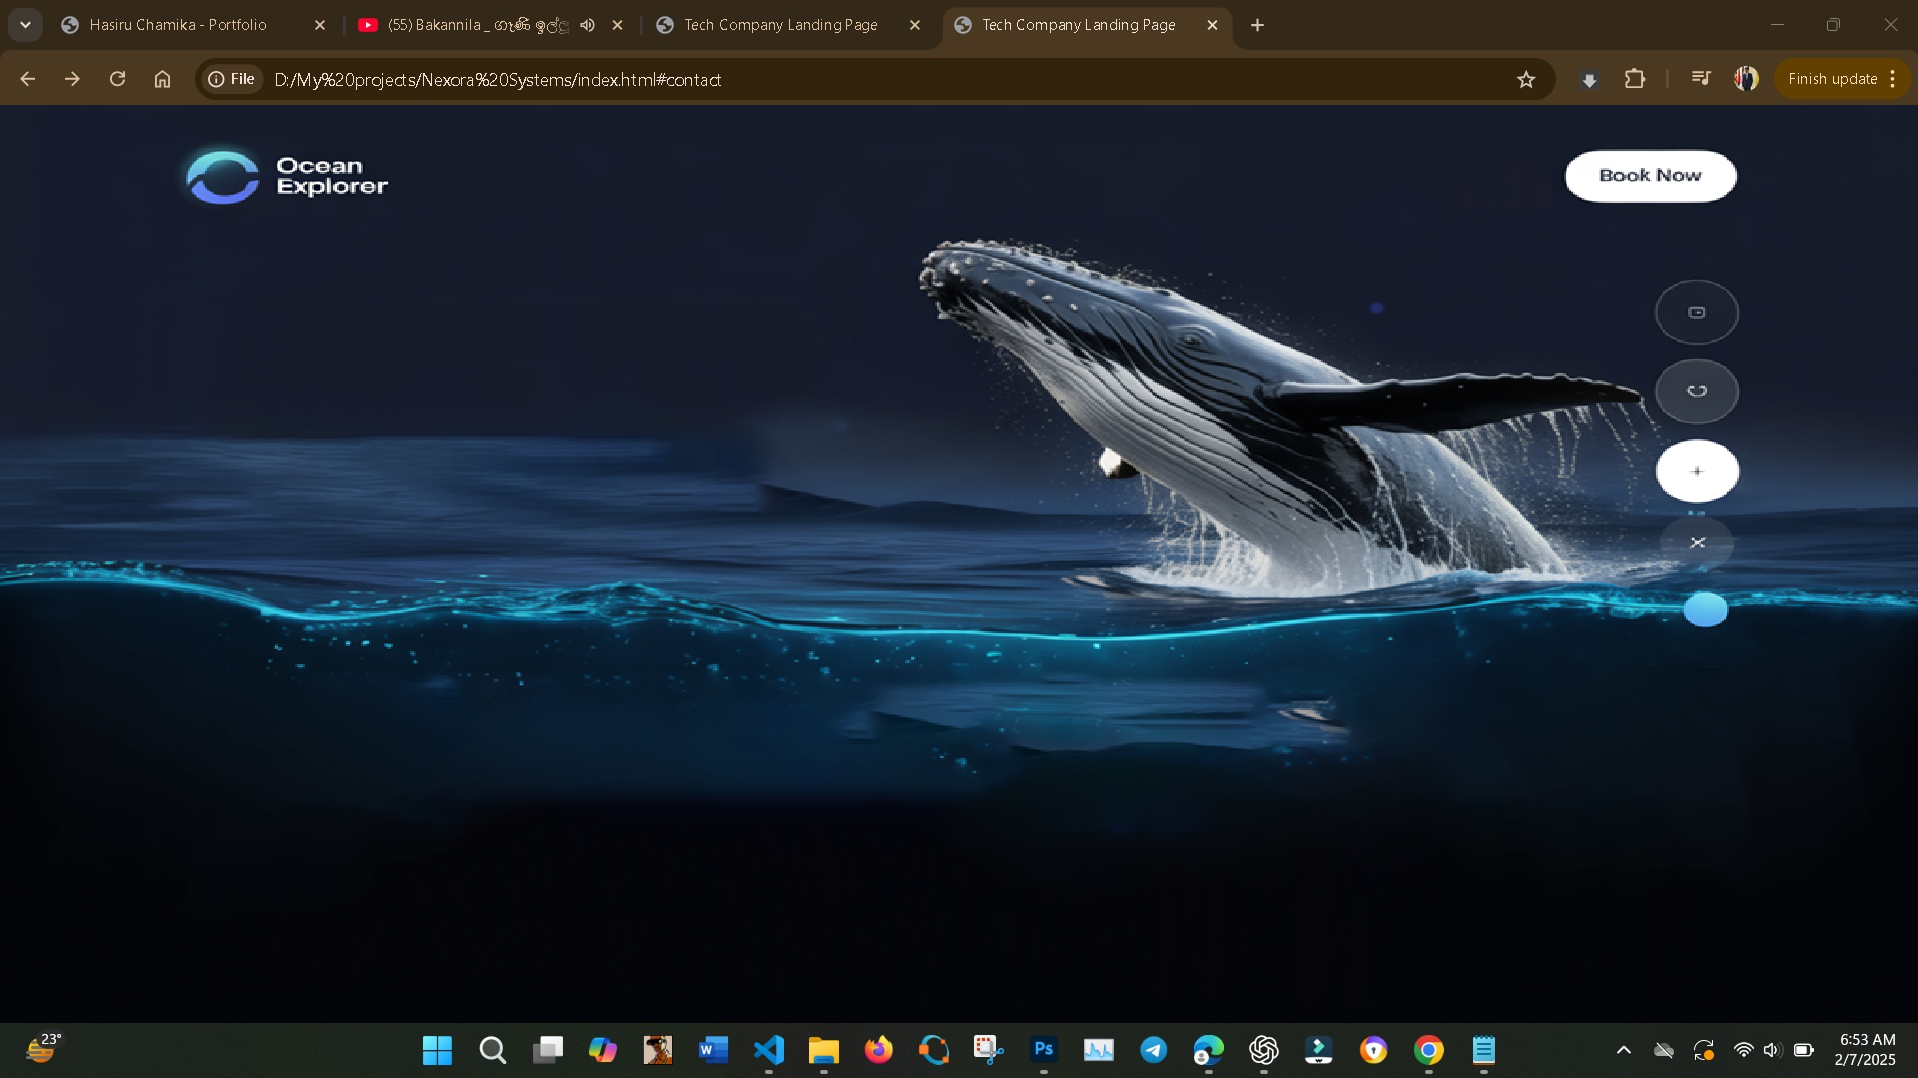 Hasiru Chamika - Portfolio
(55) Bakannila _ ගෑණි
Tech Company Landing Page
Tech Company Landing Page
File
D:/My%20projects/Nexora%20Systems/index.html#contact
Finish update
Ocean
Explorer
Book Now
23°
W
Ps
6:53 AM
2/7/2025